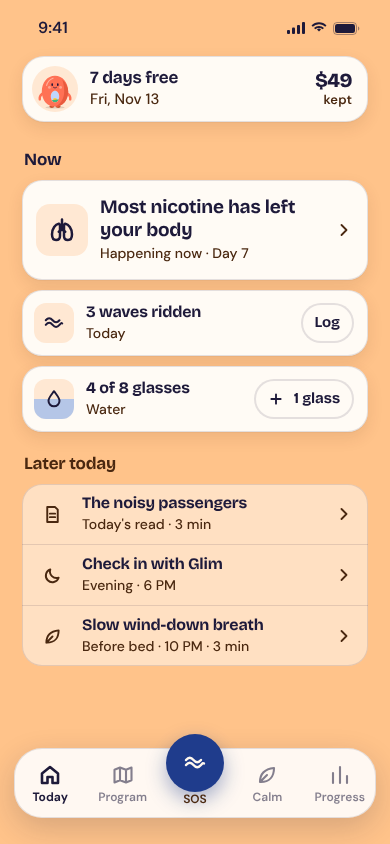 9:41
7 days free
Fri, Nov 13
$49
kept
Now
Most nicotine has left
your body
Happening now · Day 7
3 waves ridden
Today
Log
4 of 8 glasses
Water
+ 1 glass
Later today
The noisy passengers
Today's read · 3 min
Check in with Glim
Evening · 6 PM
Slow wind-down breath
Before bed · 10 PM · 3 min
Today
Program
SOS
Calm
Progress